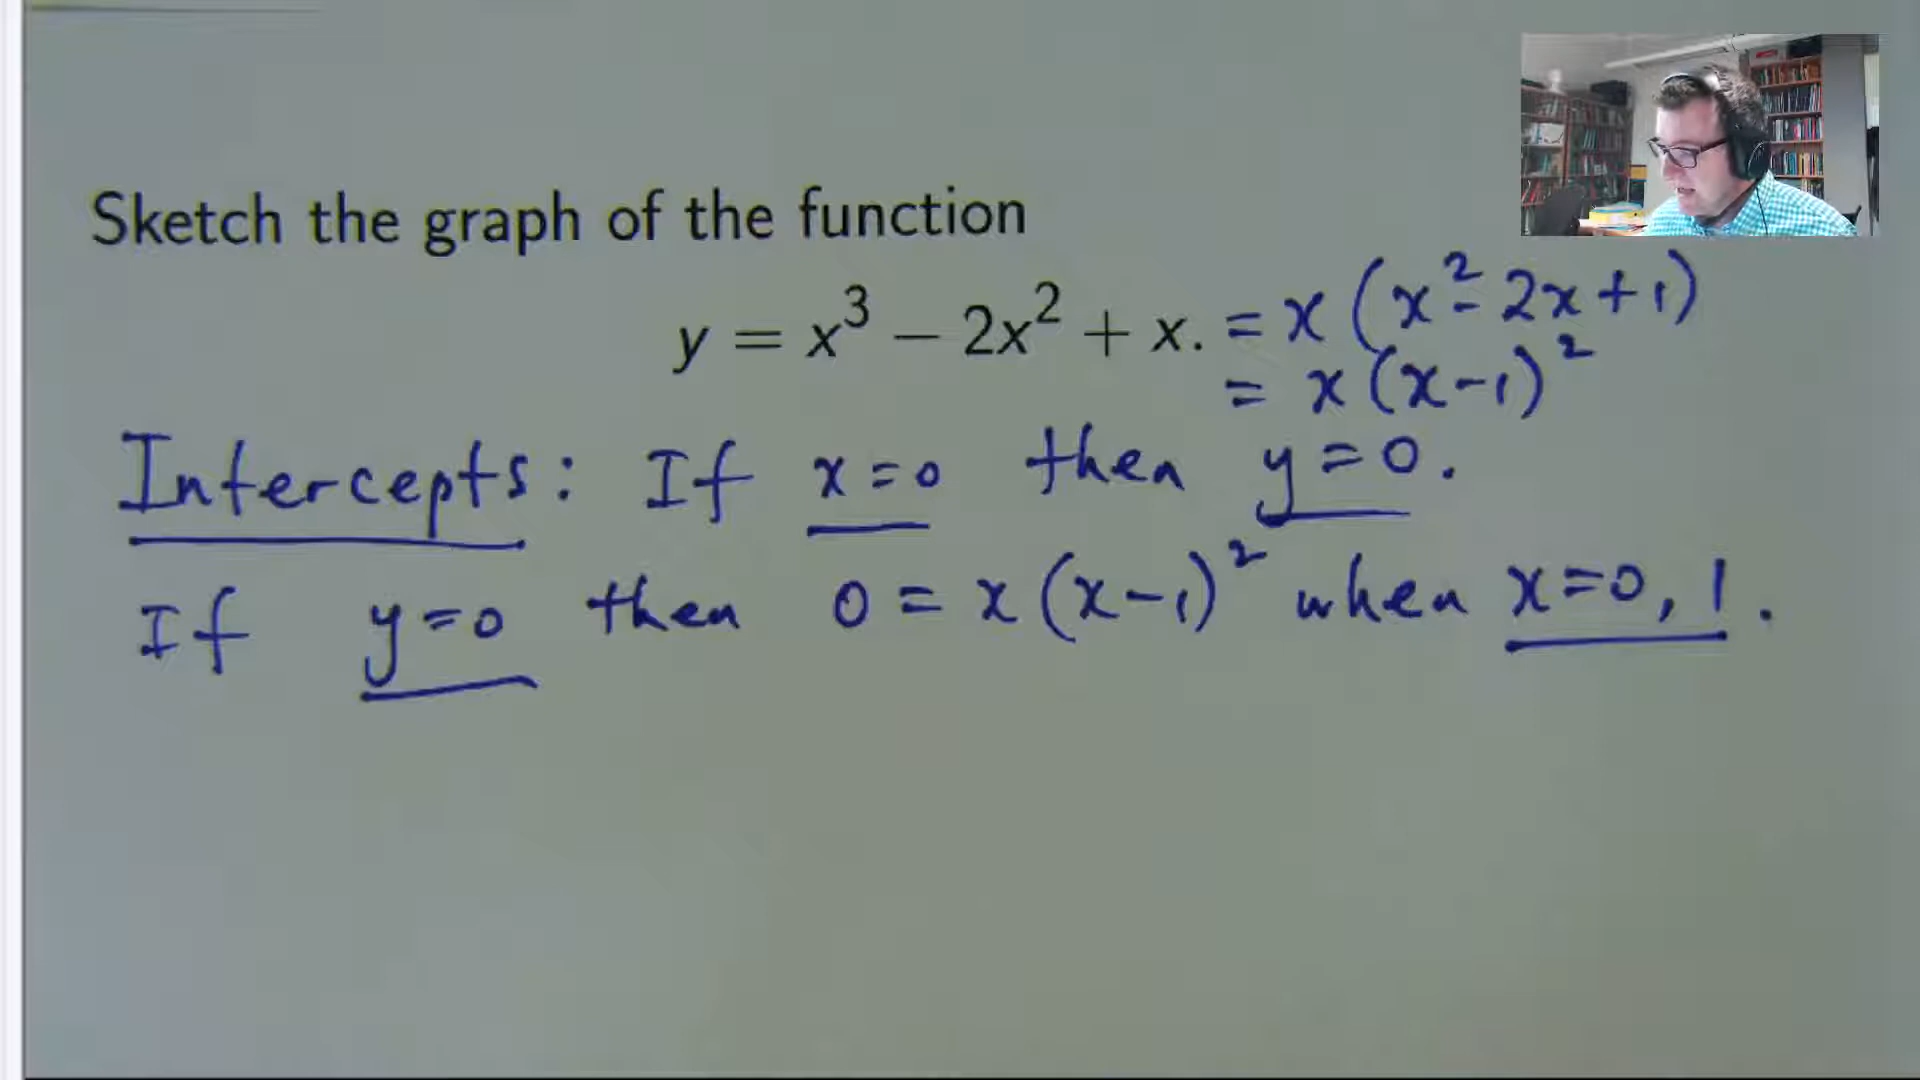 Sketch the graph of the function
y = x³ − 2x² + x. = x(x² - 2x + 1)
= x(x-1)²
Intercepts: If x=0 then y=0.
If y=0 then 0 = x(x-1)² when x=0, 1.